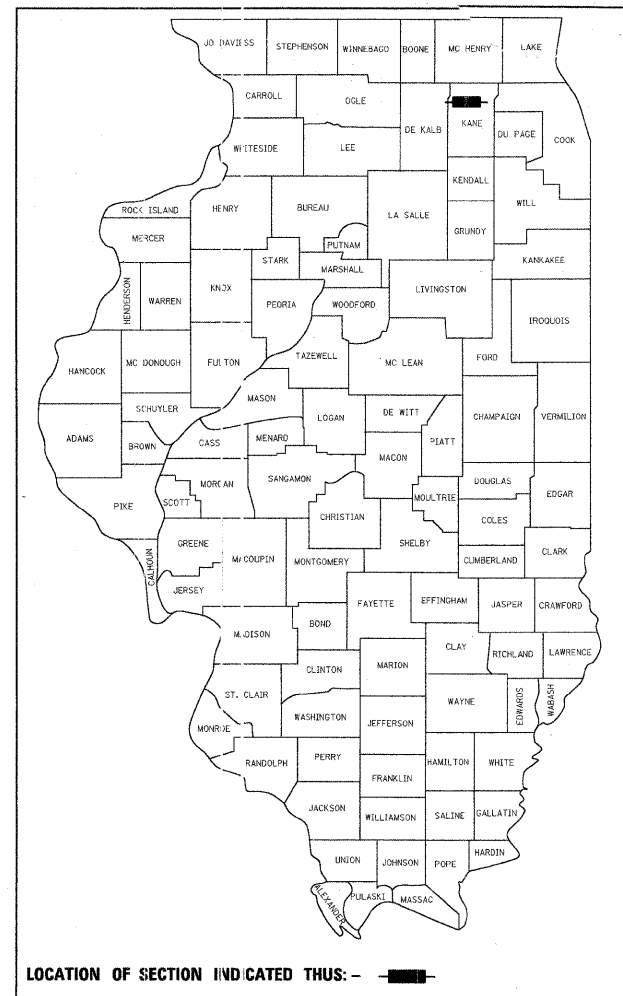 JO DAVIESS STEPHENSON WINNEBAGO BOONE MC HENRY LAKE
CARROLL OGLE DE KALB KANE DU PAGE COOK
WHITESIDE LEE
KENDALL
ROCK ISLAND HENRY BUREAU LA SALLE WILL
GRUNDY
MERCER PUTNAM
STARK MARSHALL KANKAKEE
HENDERSON WARREN KNOX PEORIA WOODFORD LIVINGSTON
IROQUOIS
HANCOCK MC DONOUGH FULTON TAZEWELL MC LEAN FORD
MASON
SCHUYLER LOGAN DE WITT CHAMPAIGN VERMILION
ADAMS BROWN CASS MENARD MACON PIATT
MORGAN SANGAMON DOUGLAS
PIKE SCOTT CHRISTIAN MOULTRIE COLES EDGAR
GREENE SHELBY
CALHOUN MACOUPIN MONTGOMERY CUMBERLAND CLARK
JERSEY FAYETTE EFFINGHAM JASPER CRAWFORD
MADISON BOND
CLAY RICHLAND LAWRENCE
CLINTON MARION
ST. CLAIR WAYNE EDWARDS WABASH
MONROE WASHINGTON JEFFERSON
RANDOLPH PERRY HAMILTON WHITE
FRANKLIN
JACKSON WILLIAMSON SALINE GALLATIN
UNION JOHNSON POPE HARDIN
ALEXANDER PULASKI MASSAC
LOCATION OF SECTION INDICATED THUS: -